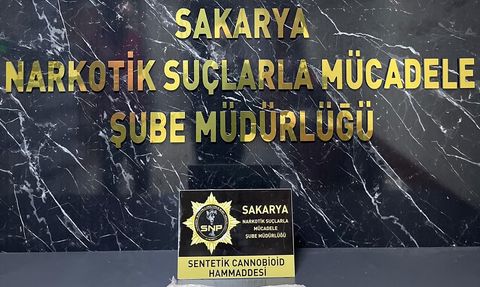 SAKARYA
NARKOTİK SUÇLARLA MÜCADELE
ŞUBE MÜDÜRLÜĞÜ
SAKARYA
NARKOTİK SUÇLARLA
MÜCADELE
ŞUBE MÜDÜRLÜĞÜ
SNP
SENTETİK CANNOBİOİD
HAMMADDESİ